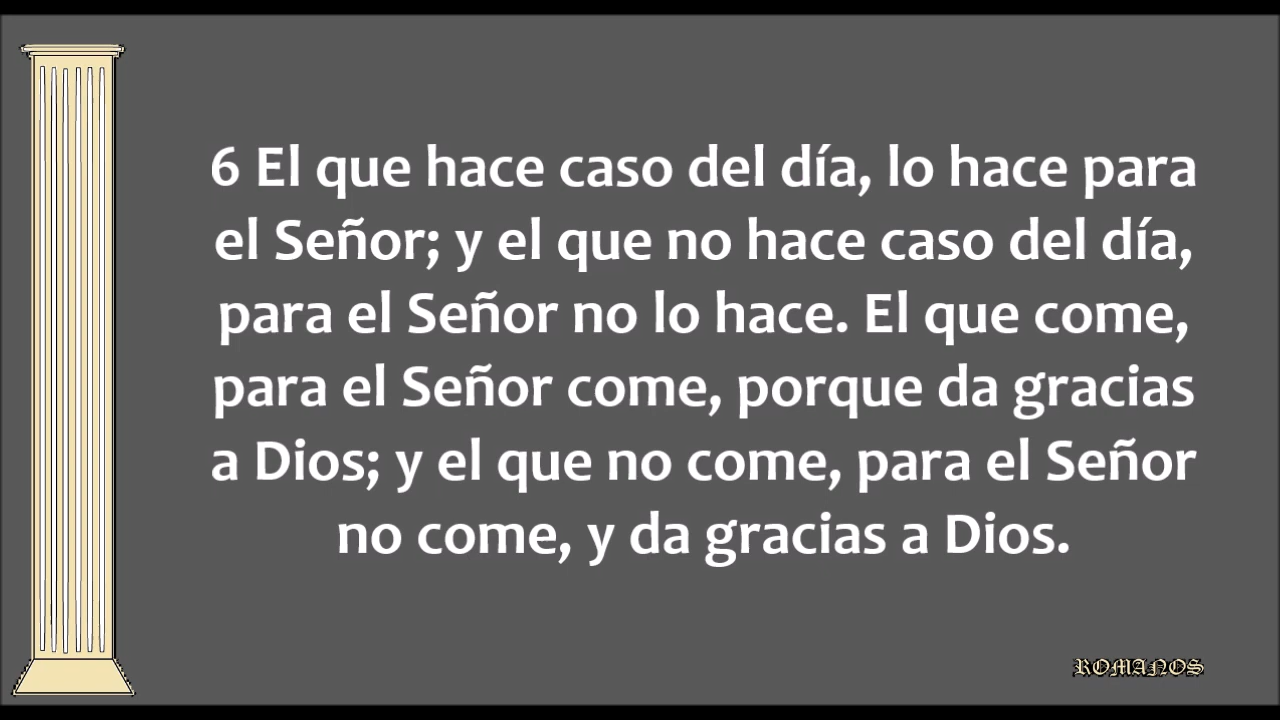 6 El que hace caso del día, lo hace para
el Señor; y el que no hace caso del día,
para el Señor no lo hace. El que come,
para el Señor come, porque da gracias
a Dios; y el que no come, para el Señor
no come, y da gracias a Dios.
ROMANOS